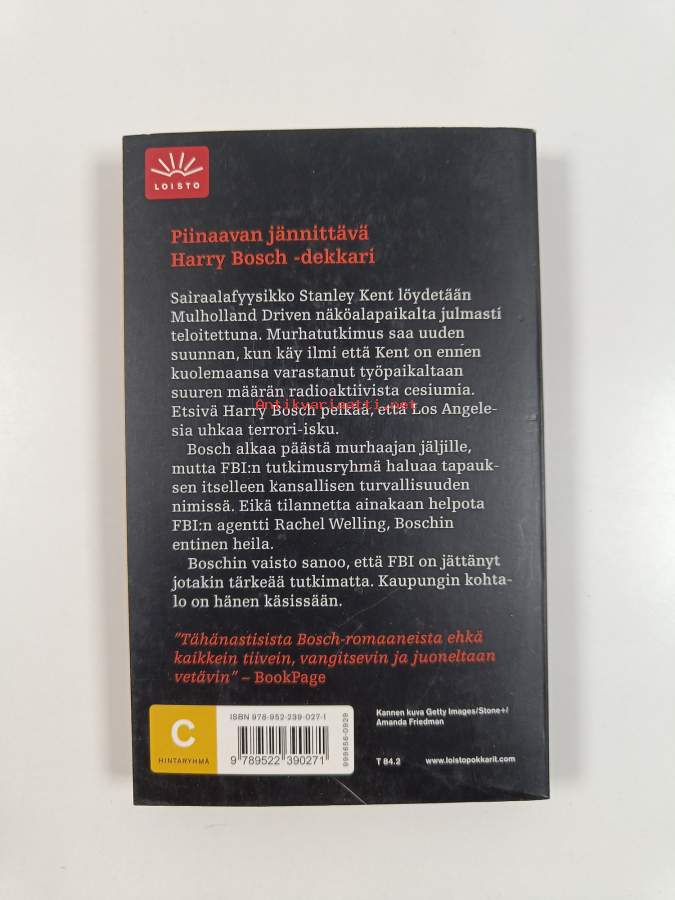 LOISTO
Piinaavan jännittävä
Harry Bosch -dekkari
Sairaalafyysikko Stanley Kent löydetään
Mulholland Driven näköalapaikalta julmasti
teloitettuna. Murhatutkimus saa uuden
suunnan, kun käy ilmi että Kent on ennen
kuolemaansa varastanut työpaikaltaan
suuren määrän radioaktiivista cesiumia.
Etsivä Harry Bosch pelkää, että Los Angele-
Antikvariaatti.net
sia uhkaa terrori-isku.
Bosch alkaa päästä murhaajan jäljille,
mutta FBI:n tutkimusryhmä haluaa tapauk-
sen itselleen kansallisen turvallisuuden
nimissä. Eikä tilannetta ainakaan helpota
FBI:n agentti Rachel Welling, Boschin
entinen heila.
Boschin vaisto sanoo, että FBI on jättänyt
jotakin tärkeää tutkimatta. Kaupungin kohta-
lo on hänen käsissään.
"Tähänastisista Bosch-romaaneista ehkä
kaikkein tiivein, vangitsevin ja juoneltaan
vetävin" – BookPage
C
HINTARYHMÄ
ISBN 978-952-239-027-1
9 789522 390271
Kannen kuva Getty Images/Stone+/
Amanda Friedman
T 84.2 www.loistopokkarit.com